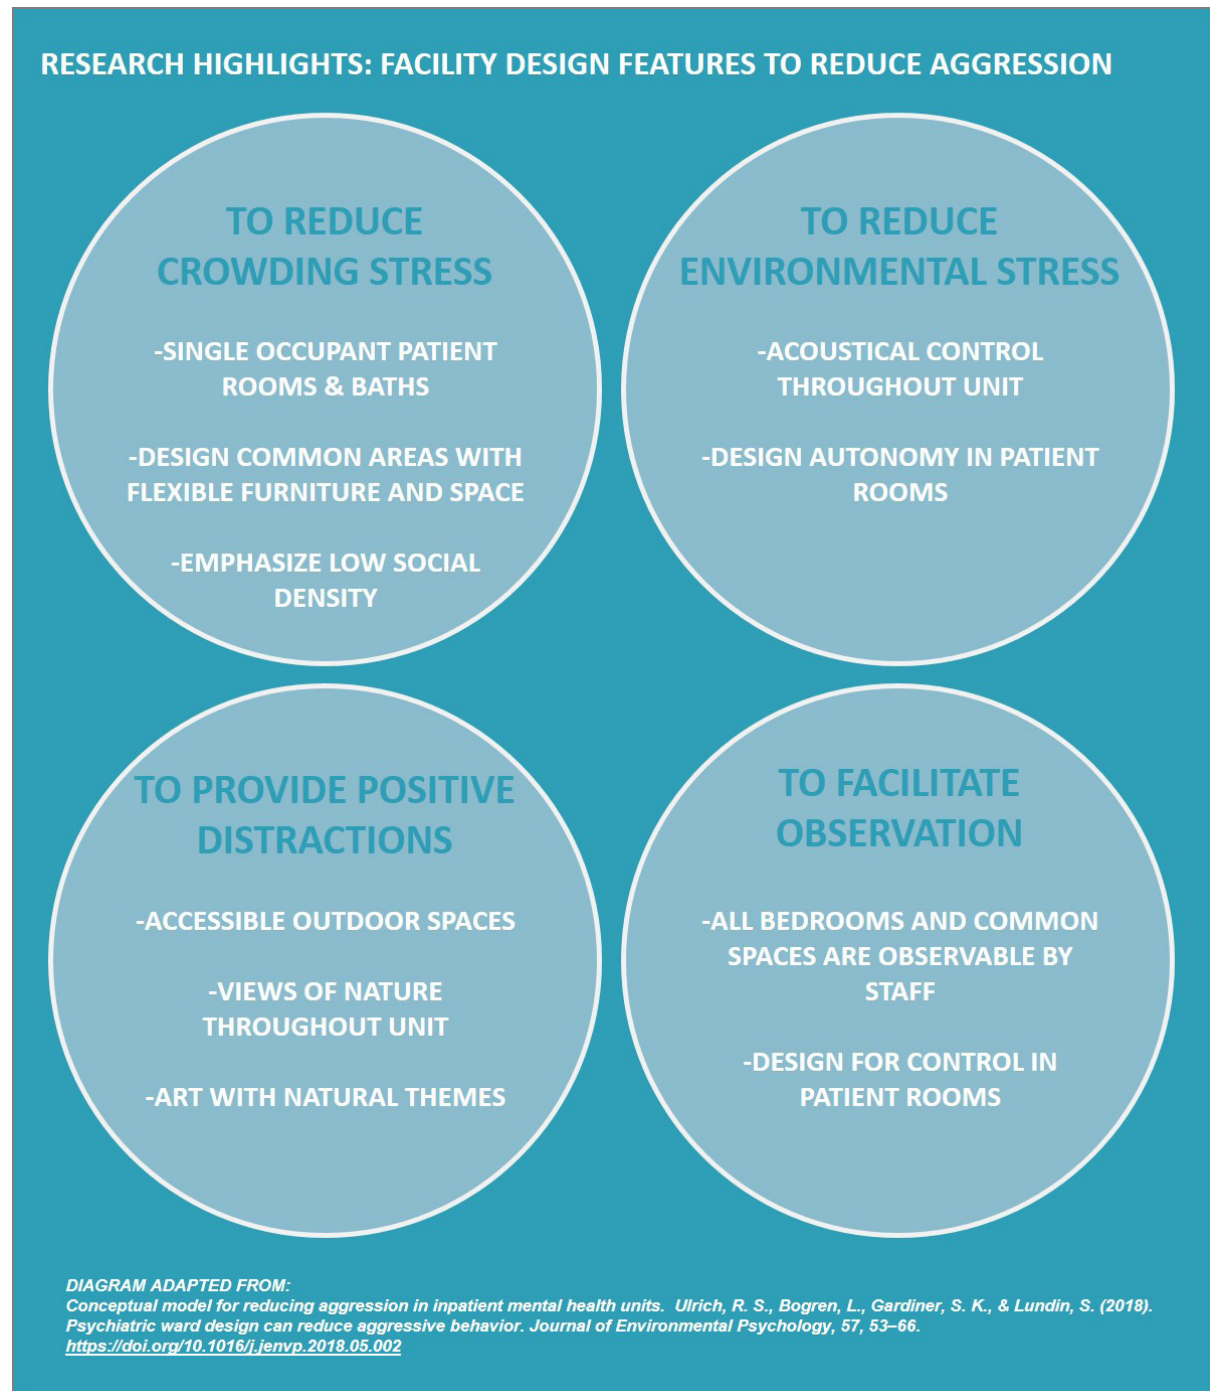 RESEARCH HIGHLIGHTS: FACILITY DESIGN FEATURES TO REDUCE AGGRESSION
TO REDUCE
CROWDING STRESS
-SINGLE OCCUPANT PATIENT
ROOMS & BATHS
-DESIGN COMMON AREAS WITH
FLEXIBLE FURNITURE AND SPACE
-EMPHASIZE LOW SOCIAL
DENSITY
TO REDUCE
ENVIRONMENTAL STRESS
-ACOUSTICAL CONTROL
THROUGHOUT UNIT
-DESIGN AUTONOMY IN PATIENT
ROOMS
TO PROVIDE POSITIVE
DISTRACTIONS
-ACCESSIBLE OUTDOOR SPACES
-VIEWS OF NATURE
THROUGHOUT UNIT
-ART WITH NATURAL THEMES
TO FACILITATE
OBSERVATION
-ALL BEDROOMS AND COMMON
SPACES ARE OBSERVABLE BY
STAFF
-DESIGN FOR CONTROL IN
PATIENT ROOMS
DIAGRAM ADAPTED FROM:
Conceptual model for reducing aggression in inpatient mental health units. Ulrich, R. S., Bogren, L., Gardiner, S. K., & Lundin, S. (2018).
Psychiatric ward design can reduce aggressive behavior. Journal of Environmental Psychology, 57, 53–66.
https://doi.org/10.1016/j.jenvp.2018.05.002